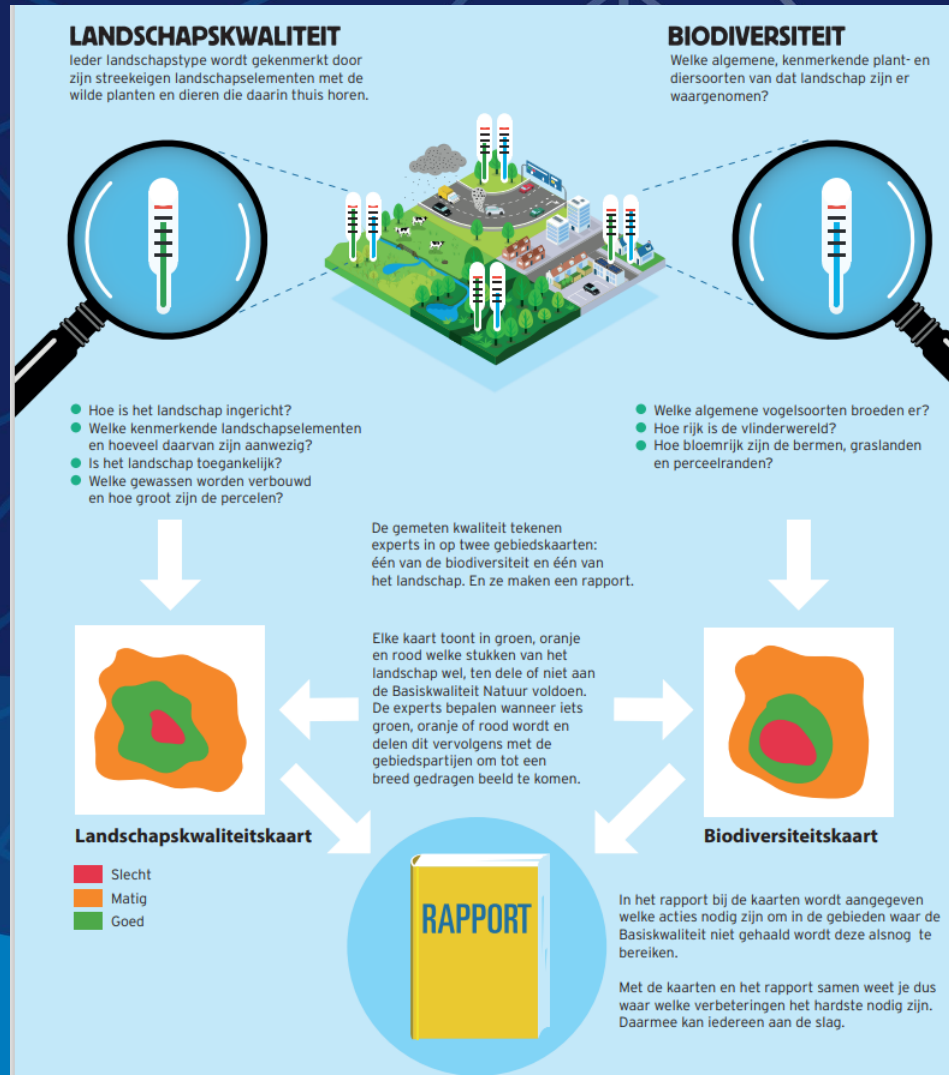 LANDSCHAPSKWALITEIT
Ieder landschapstype wordt gekenmerkt door
zijn streekeigen landschapselementen met de
wilde planten en dieren die daarin thuis horen.
BIODIVERSITEIT
Welke algemene, kenmerkende plant- en
diersoorten van dat landschap zijn er
waargenomen?
Hoe is het landschap ingericht?
Welke kenmerkende landschapselementen
en hoeveel daarvan zijn aanwezig?
Is het landschap toegankelijk?
Welke gewassen worden verbouwd
en hoe groot zijn de percelen?
Welke algemene vogelsoorten broeden er?
Hoe rijk is de vlinderwereld?
Hoe bloemrijk zijn de bermen, graslanden
en perceelranden?
De gemeten kwaliteit tekenen
experts in op twee gebiedskaarten:
één van de biodiversiteit en één van
het landschap. En ze maken een rapport.
Elke kaart toont in groen, oranje
en rood welke stukken van het
landschap wel, ten dele of niet aan
de Basiskwaliteit Natuur voldoen.
De experts bepalen wanneer iets
groen, oranje of rood wordt en
delen dit vervolgens met de
gebiedspartijen om tot een
breed gedragen beeld te komen.
Landschapskwaliteitskaart
Slecht
Matig
Goed
Biodiversiteitskaart
RAPPORT
In het rapport bij de kaarten wordt aangegeven
welke acties nodig zijn om in de gebieden waar de
Basiskwaliteit niet gehaald wordt deze alsnog te
bereiken.
Met de kaarten en het rapport samen weet je dus
waar welke verbeteringen het hardste nodig zijn.
Daarmee kan iedereen aan de slag.